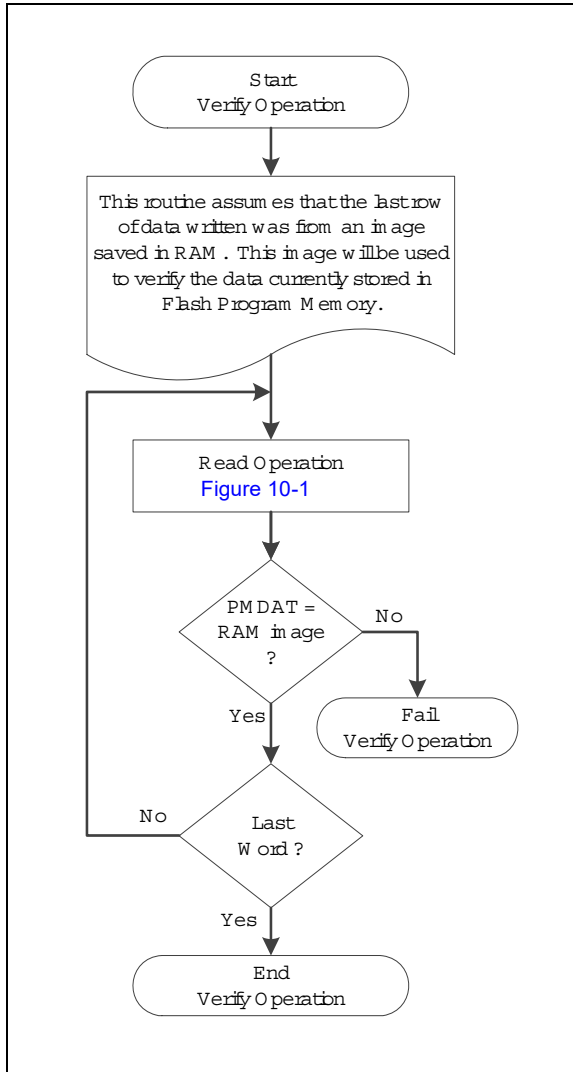 Start
Verify Operation
This routine assumes that the last row
of data written was from an image
saved in RAM. This image will be used
to verify the data currently stored in
Flash Program Memory.
Read Operation
Figure 10-1
PMDAT =
RAM image
?
No
Yes
Fail
Verify Operation
No
Last
Word ?
Yes
End
Verify Operation